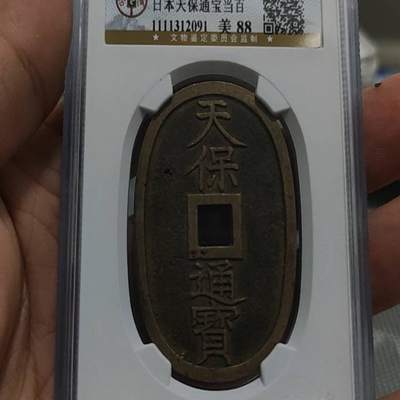 日本天保通宝当百
1111312091 美 88
★ 文物鉴定委员会监制 ★
天保通寳